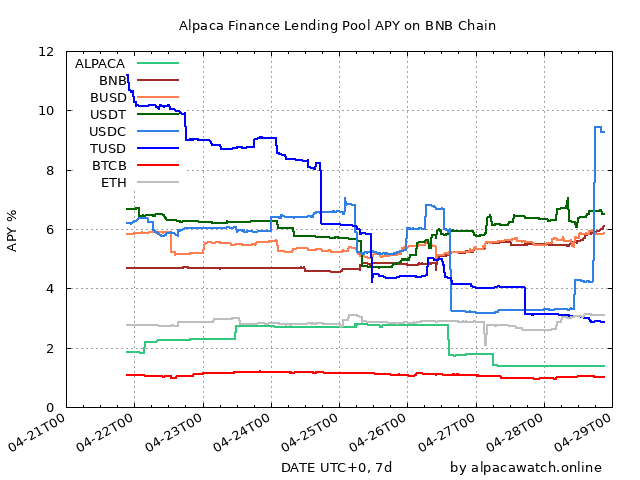 Alpaca Finance Lending Pool APY on BNB Chain
12
10
8
6
4
2
0
APY %
ALPACA
BNB
BUSD
USDT
USDC
TUSD
BTCB
ETH
04-21T00
04-22T00
04-23T00
04-24T00
04-25T00
04-26T00
04-27T00
04-28T00
04-29T00
DATE UTC+0, 7d
by alpacawatch.online